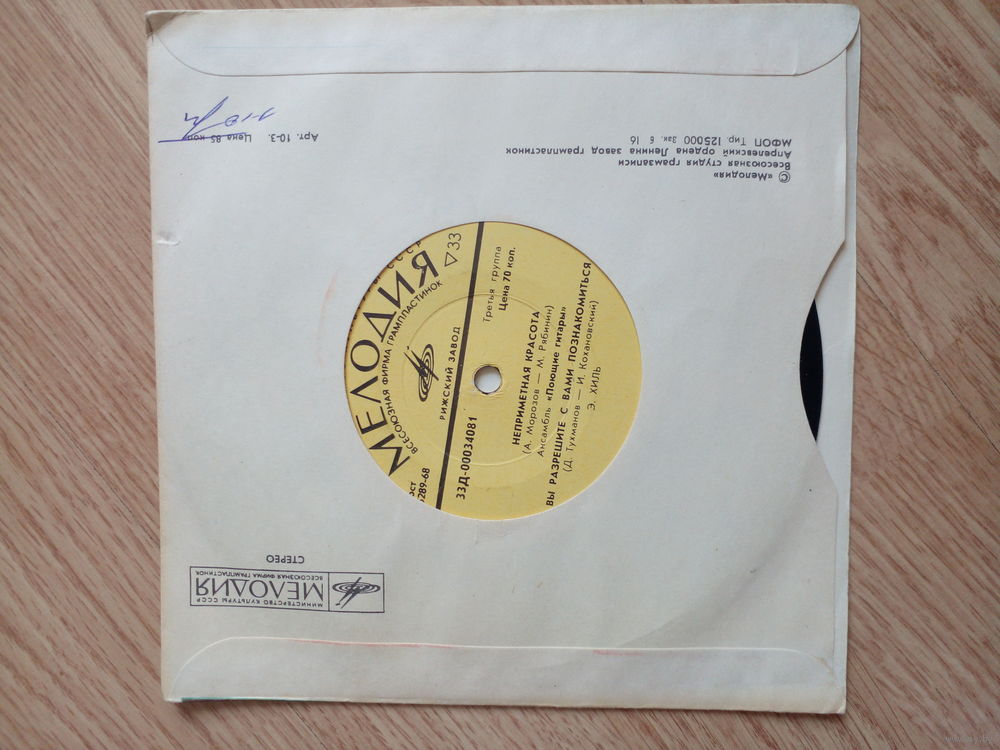 МЕЛОДИЯ
ВСЕСОЮЗНАЯ ФИРМА ГРАМПЛАСТИНОК
РИЖСКИЙ ЗАВОД
▽33
5289-68
33Д-00034081
Третья группа
Цена 70 коп.
НЕПРИМЕТНАЯ КРАСОТА
(А. Морозов — М. Рябинин)
Ансамбль «Поющие гитары»
ВЫ РАЗРЕШИТЕ С ВАМИ ПОЗНАКОМИТЬСЯ
(Д. Тухманов — И. Кохановский)
Э. ХИЛЬ
МИНИСТЕРСТВО КУЛЬТУРЫ СССР
МЕЛОДИЯ
ВСЕСОЮЗНАЯ ФИРМА ГРАМПЛАСТИНОК
СТЕРЕО
© «Мелодия»
Всесоюзная студия грамзаписи
Апрелевский ордена Ленина завод грампластинок
МФОП Тир. 125000 Зак. 6 16
Арт. 10-3. Цена 85 коп.